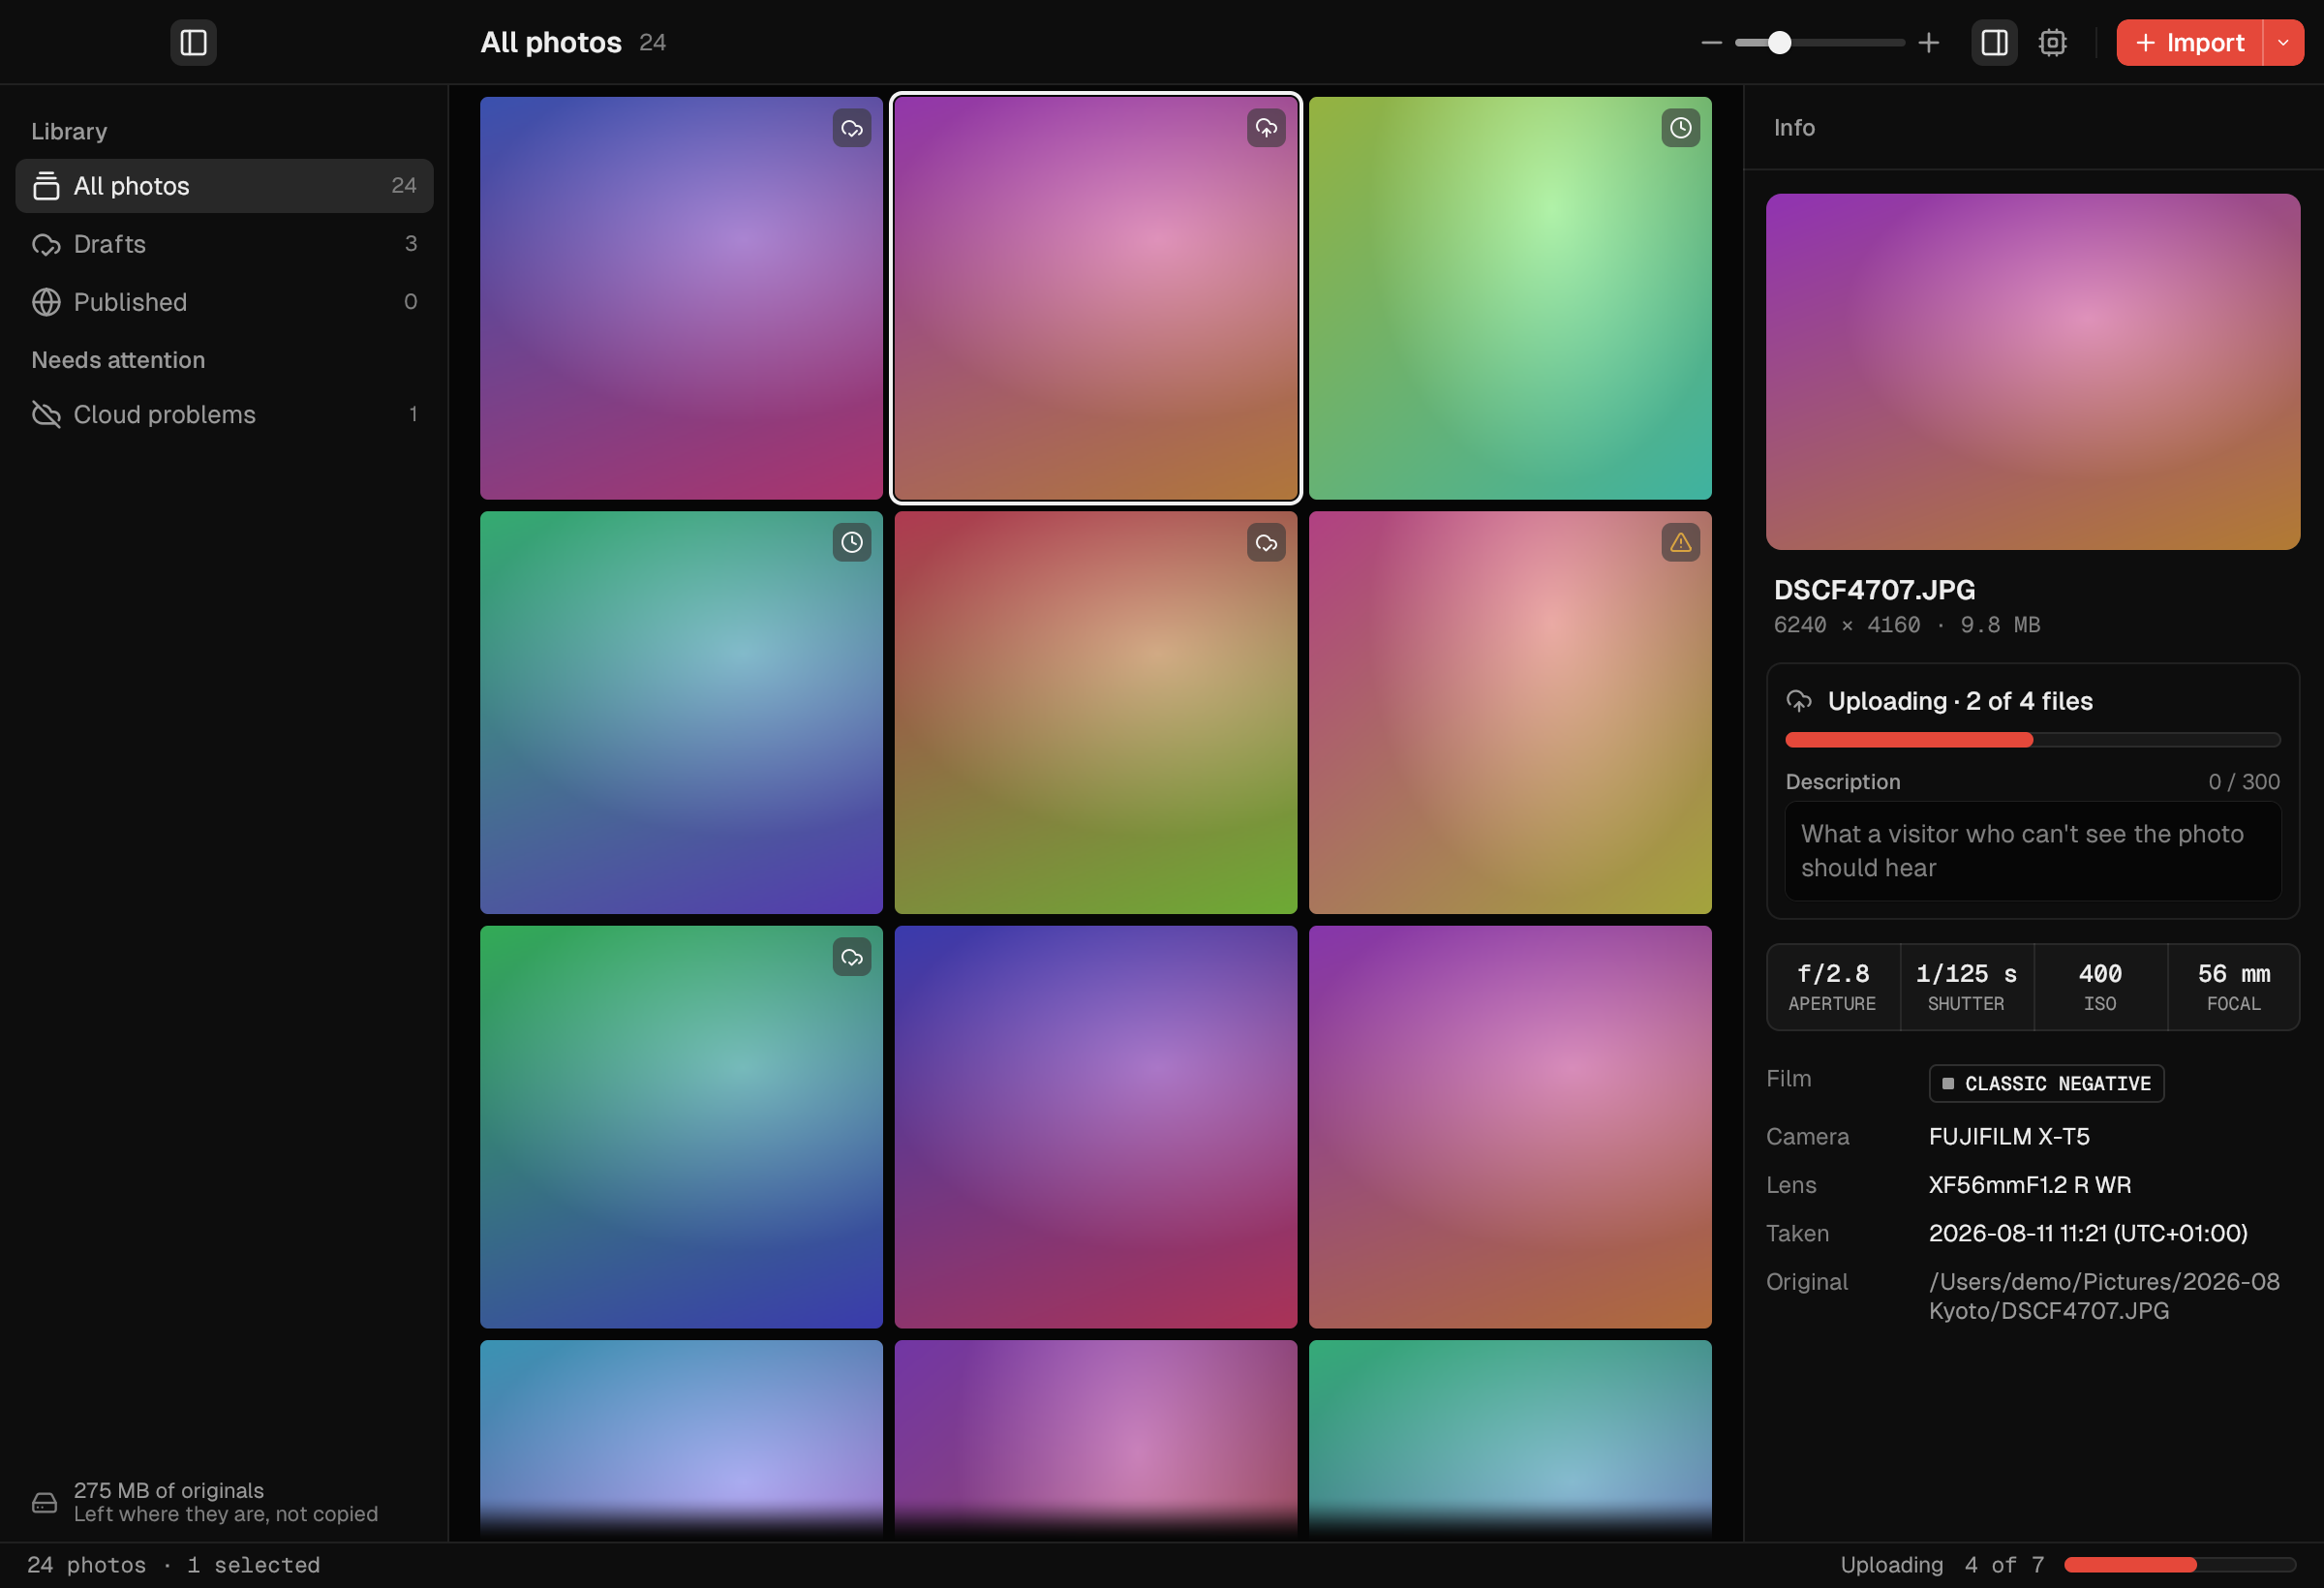 All photos 24
Import
Library
All photos 24
Drafts 3
Published 0
Needs attention
Cloud problems 1
275 MB of originals
Left where they are, not copied
Info
DSCF4707.JPG
6240 × 4160 · 9.8 MB
Uploading · 2 of 4 files
Description 0 / 300
What a visitor who can't see the photo
should hear
f/2.8 1/125 s 400 56 mm
APERTURE SHUTTER ISO FOCAL
Film CLASSIC NEGATIVE
Camera FUJIFILM X-T5
Lens XF56mmF1.2 R WR
Taken 2026-08-11 11:21 (UTC+01:00)
Original /Users/demo/Pictures/2026-08
Kyoto/DSCF4707.JPG
24 photos · 1 selected
Uploading 4 of 7